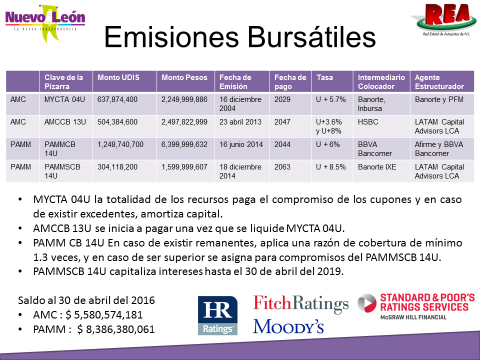 Nuevo León
la nueva independencia
REA
Red Estatal de Autopistas de N.L.
Emisiones Bursátiles
Clave de la Pizarra Monto UDIS Monto Pesos Fecha de Emisión Fecha de pago Tasa Intermediario Colocador Agente Estructurador
AMC MYCTA 04U 637,874,400 2,249,999,886 16 diciembre 2004 2029 U + 5.7% Banorte, Inbursa Banorte y PFM
AMC AMCCB 13U 504,384,600 2,497,822,999 23 abril 2013 2047 U+3.6% y U+8% HSBC LATAM Capital Advisors LCA
PAMM PAMMCB 14U 1,248,740,700 6,399,999,632 16 junio 2014 2044 U + 6% BBVA Bancomer Afirme y BBVA Bancomer
PAMM PAMMSCB 14U 304,118,200 1,599,999,607 18 diciembre 2014 2063 U + 8.5% Banorte IXE LATAM Capital Advisors LCA
• MYCTA 04U la totalidad de los recursos paga el compromiso de los cupones y en caso
de existir excedentes, amortiza capital.
• AMCCB 13U se inicia a pagar una vez que se liquide MYCTA 04U.
• PAMM CB 14U En caso de existir remanentes, aplica una razón de cobertura de mínimo
1.3 veces, y en caso de ser superior se asigna para compromisos del PAMMSCB 14U.
• PAMMSCB 14U capitaliza intereses hasta el 30 de abril del 2019.
Saldo al 30 de abril del 2016
• AMC : $ 5,580,574,181
• PAMM : $ 8,386,380,061
HR
Ratings
FitchRatings
MOODY'S
STANDARD & POOR'S
RATINGS SERVICES
McGRAW HILL FINANCIAL